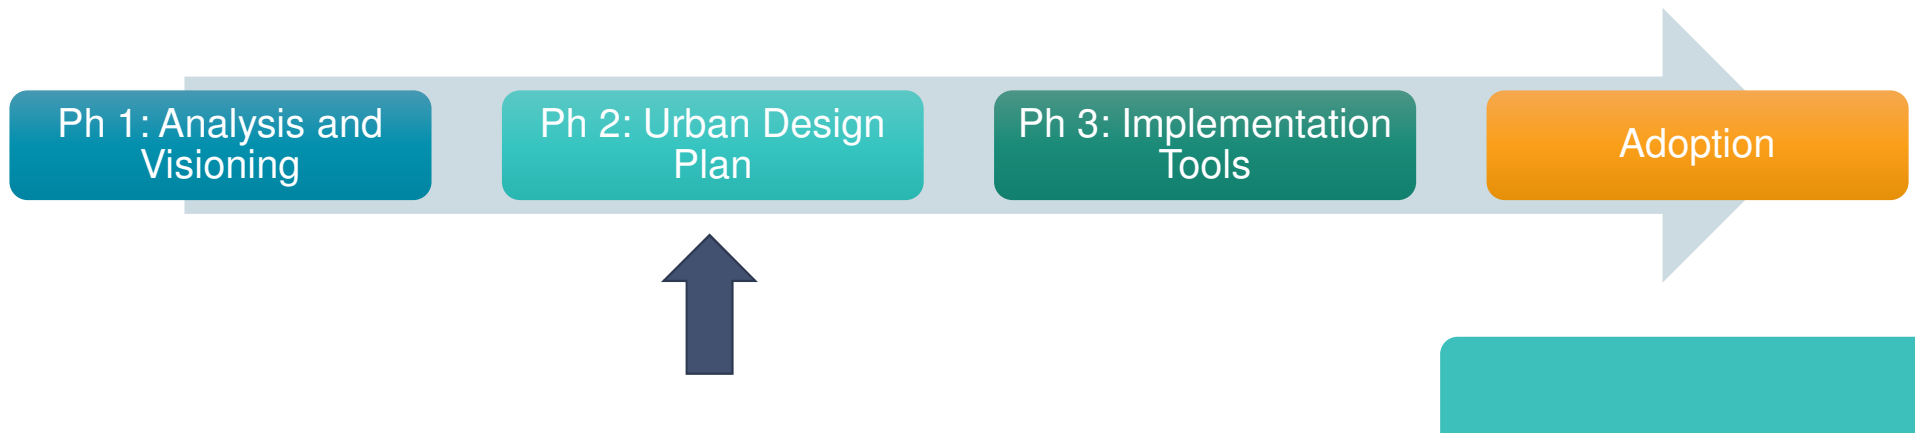 Ph 1: Analysis and
Visioning
Ph 2: Urban Design
Plan
Ph 3: Implementation
Tools
Adoption